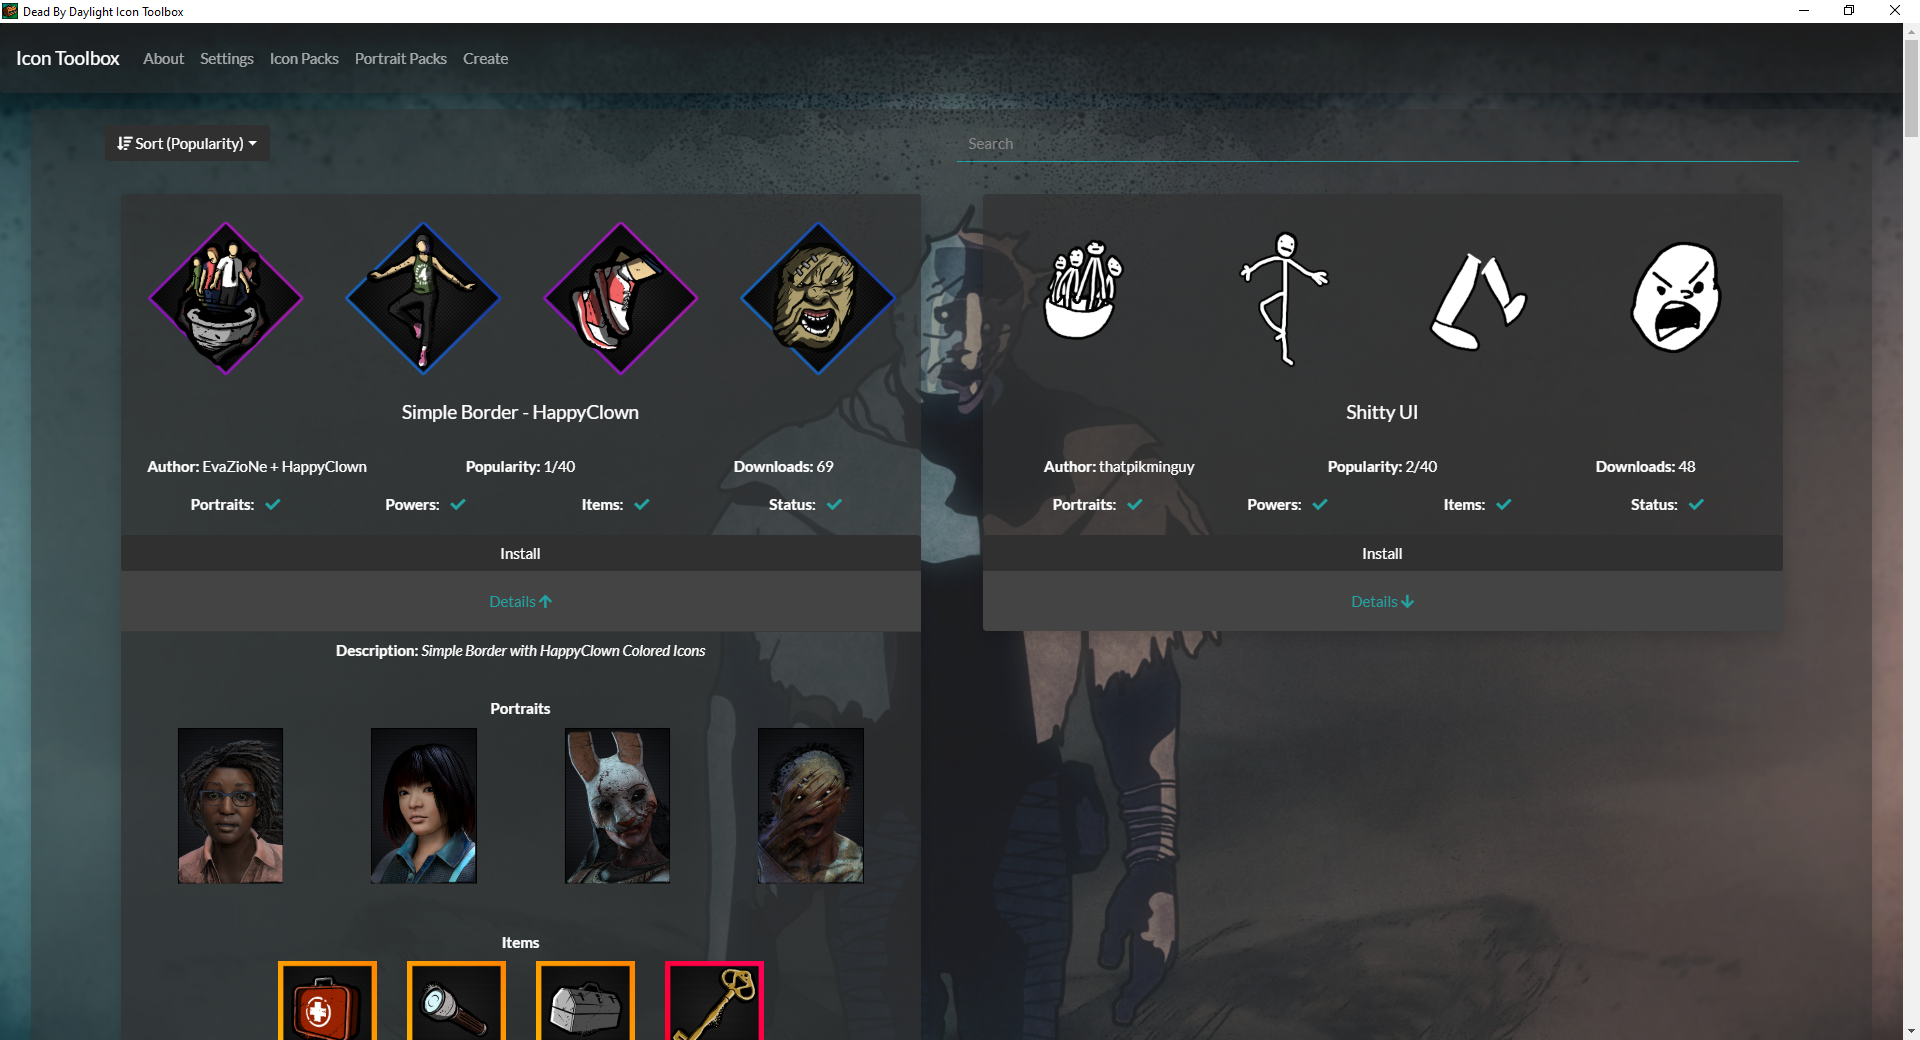 Dead By Daylight Icon Toolbox
Icon Toolbox About Settings Icon Packs Portrait Packs Create
Sort (Popularity)
Search
Simple Border - HappyClown
Author: EvaZioNe + HappyClown Popularity: 1/40 Downloads: 69
Portraits: Powers: Items: Status:
Install
Details
Description: Simple Border with HappyClown Colored Icons
Portraits
Items
Shitty UI
Author: thatpikminguy Popularity: 2/40 Downloads: 48
Portraits: Powers: Items: Status:
Install
Details